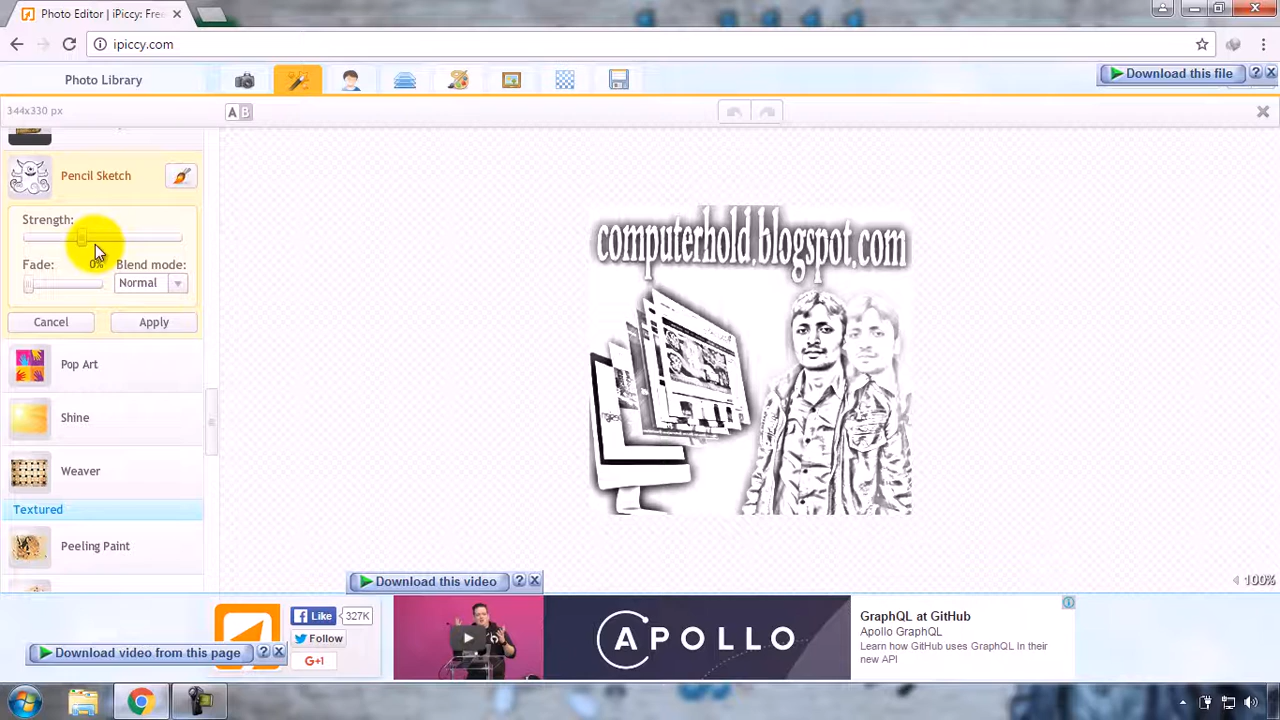 Photo Editor | iPiccy: Free
ipiccy.com
Photo Library
Download this file
?
344x330 px
A B
Pencil Sketch
Strength:
Fade: 0% Blend mode:
Normal
Cancel Apply
Pop Art
Shine
Weaver
Textured
Peeling Paint
computerhold.blogspot.com
100%
Download this video ?
Like 327K
Follow
G+1
Download video from this page ?
APOLLO
GraphQL at GitHub
Apollo GraphQL
Learn how GitHub uses GraphQL In their
new API